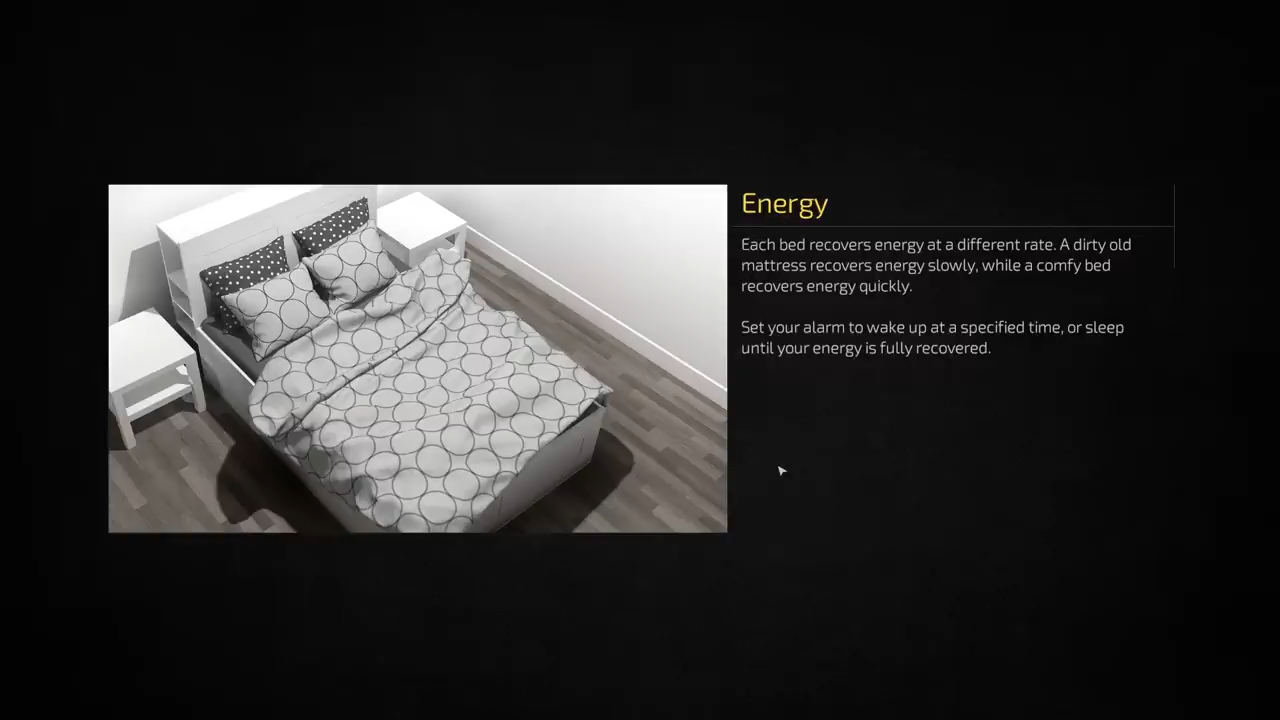 Energy
Each bed recovers energy at a different rate. A dirty old
mattress recovers energy slowly, while a comfy bed
recovers energy quickly.
Set your alarm to wake up at a specified time, or sleep
until your energy is fully recovered.